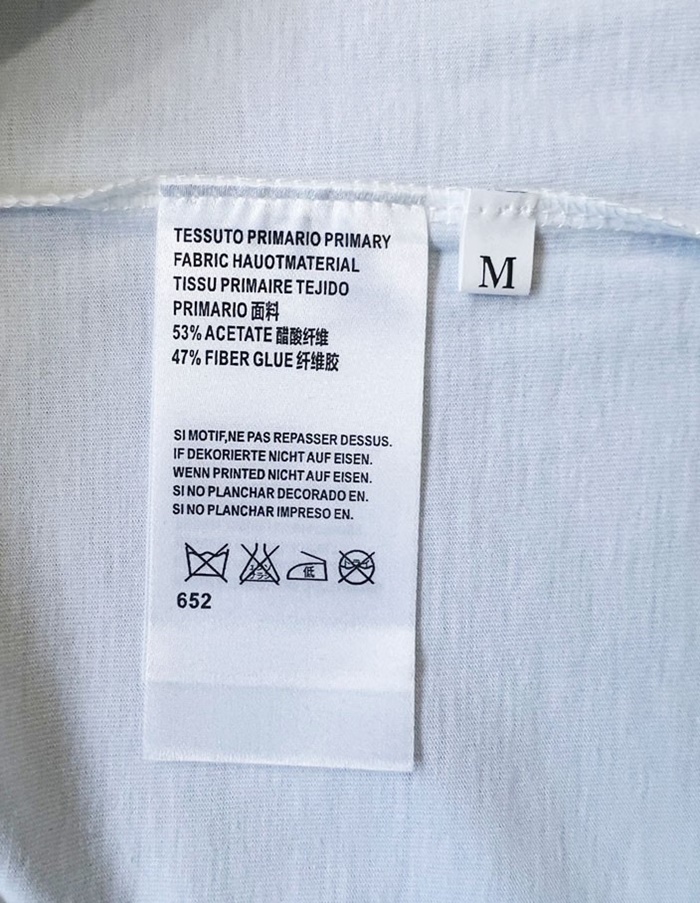 TESSUTO PRIMARIO PRIMARY
FABRIC HAUOTMATERIAL
TISSU PRIMAIRE TEJIDO
PRIMARIO 面料
53% ACETATE 醋酸纤维
47% FIBER GLUE 纤维胶
SI MOTIF,NE PAS REPASSER DESSUS.
IF DEKORIERTE NICHT AUF EISEN.
WENN PRINTED NICHT AUF EISEN.
SI NO PLANCHAR DECORADO EN.
SI NO PLANCHAR IMPRESO EN.
低
652
M